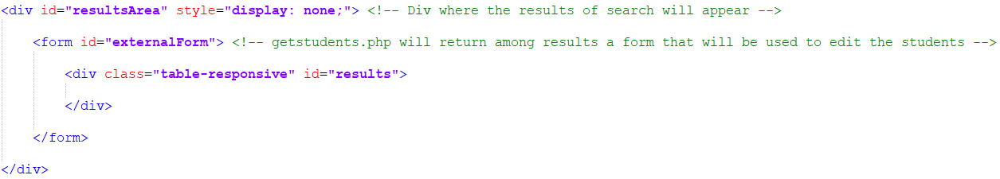 <div id="resultsArea" style="display: none;"> <!-- Div where the results of search will appear -->
<form id="externalForm"> <!-- getstudents.php will return among results a form that will be used to edit the students -->
<div class="table-responsive" id="results">
</div>
</form>
</div>